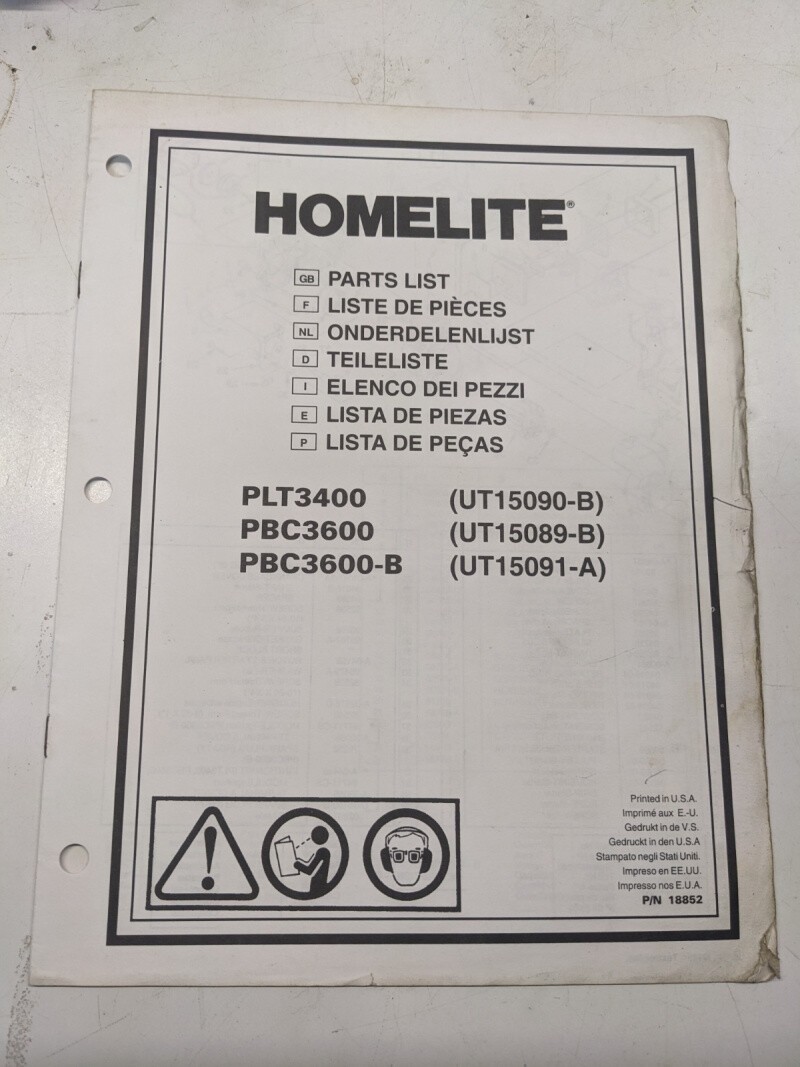 HOMELITE®
GB PARTS LIST
F LISTE DE PIÈCES
NL ONDERDELENLIJST
D TEILELISTE
I ELENCO DEI PEZZI
E LISTA DE PIEZAS
P LISTA DE PEÇAS
PLT3400 (UT15090-B)
PBC3600 (UT15089-B)
PBC3600-B (UT15091-A)
Printed in U.S.A.
Imprimé aux E.-U.
Gedrukt in de V.S.
Gedruckt in den U.S.A
Stampato negli Stati Uniti.
Impreso en EE.UU.
Impresso nos E.U.A.
P/N 18852